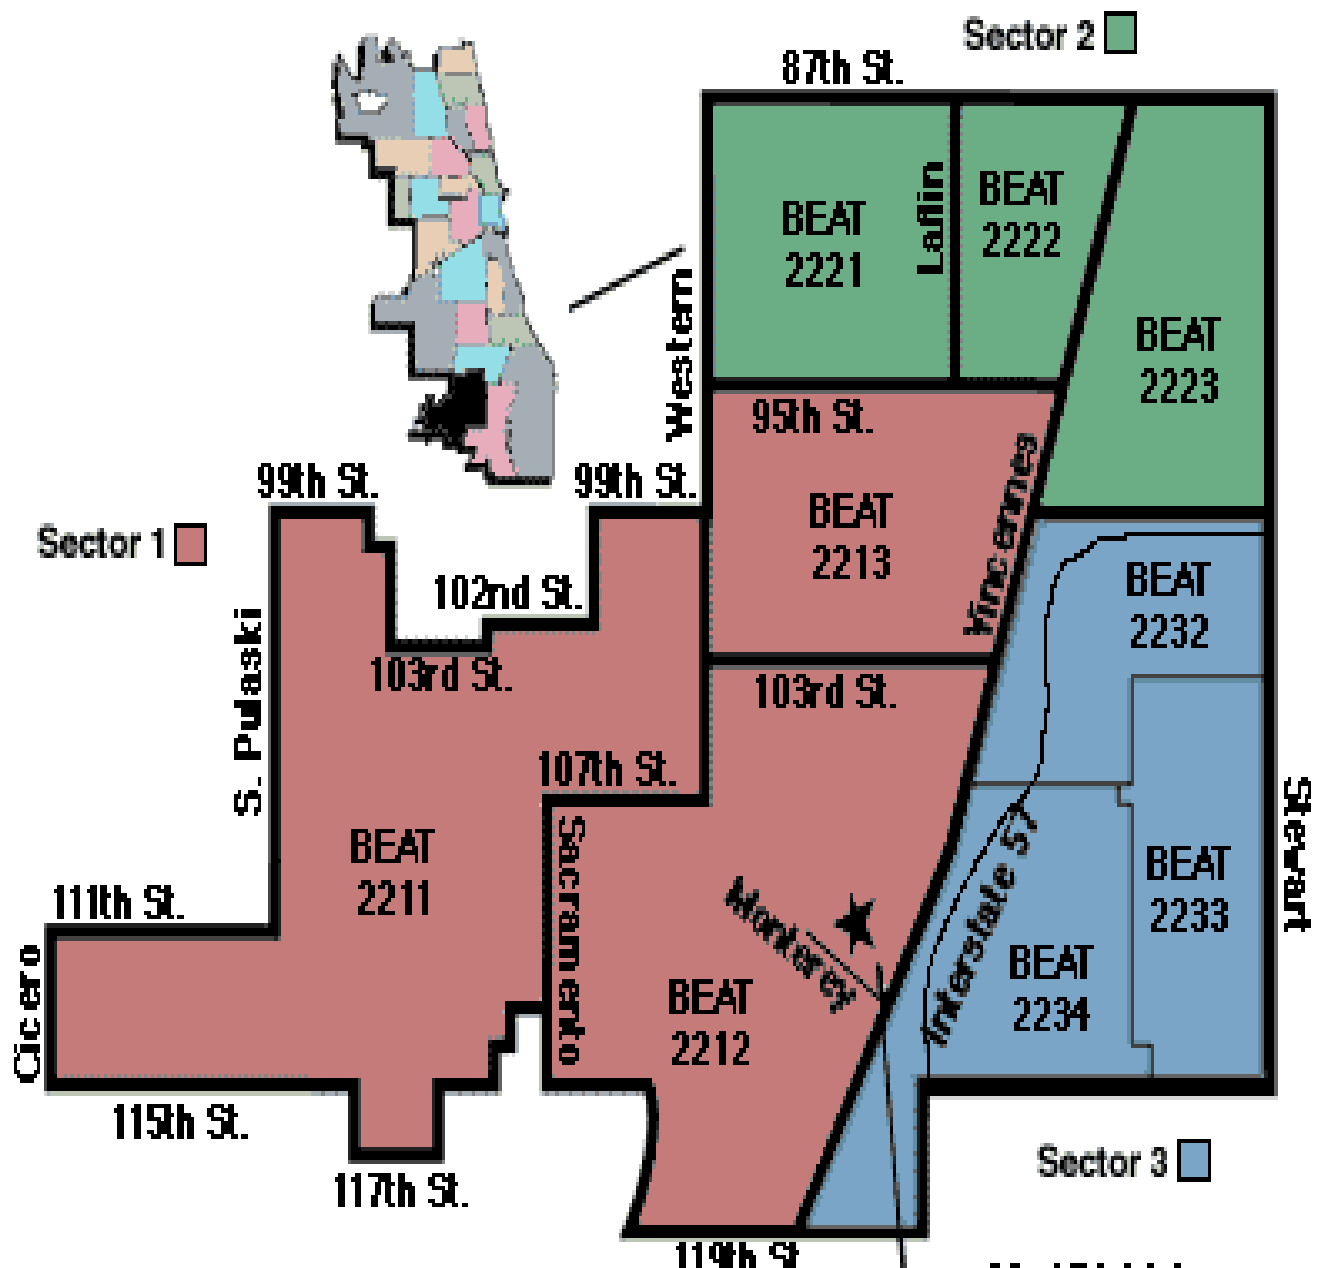 Sector 2
87th St.
BEAT
2221
Laflin
BEAT
2222
BEAT
2223
Western
95th St.
99th St.
99th St.
Sector 1
BEAT
2213
Vincennes
102nd St.
103rd St.
103rd St.
BEAT
2232
S. Pulaski
107th St.
Stewart
BEAT
2211
Sacramento
Interstate 57
BEAT
2233
111th St.
Monterey
Cicero
BEAT
2212
BEAT
2234
115th St.
117th St.
Sector 3
119th St